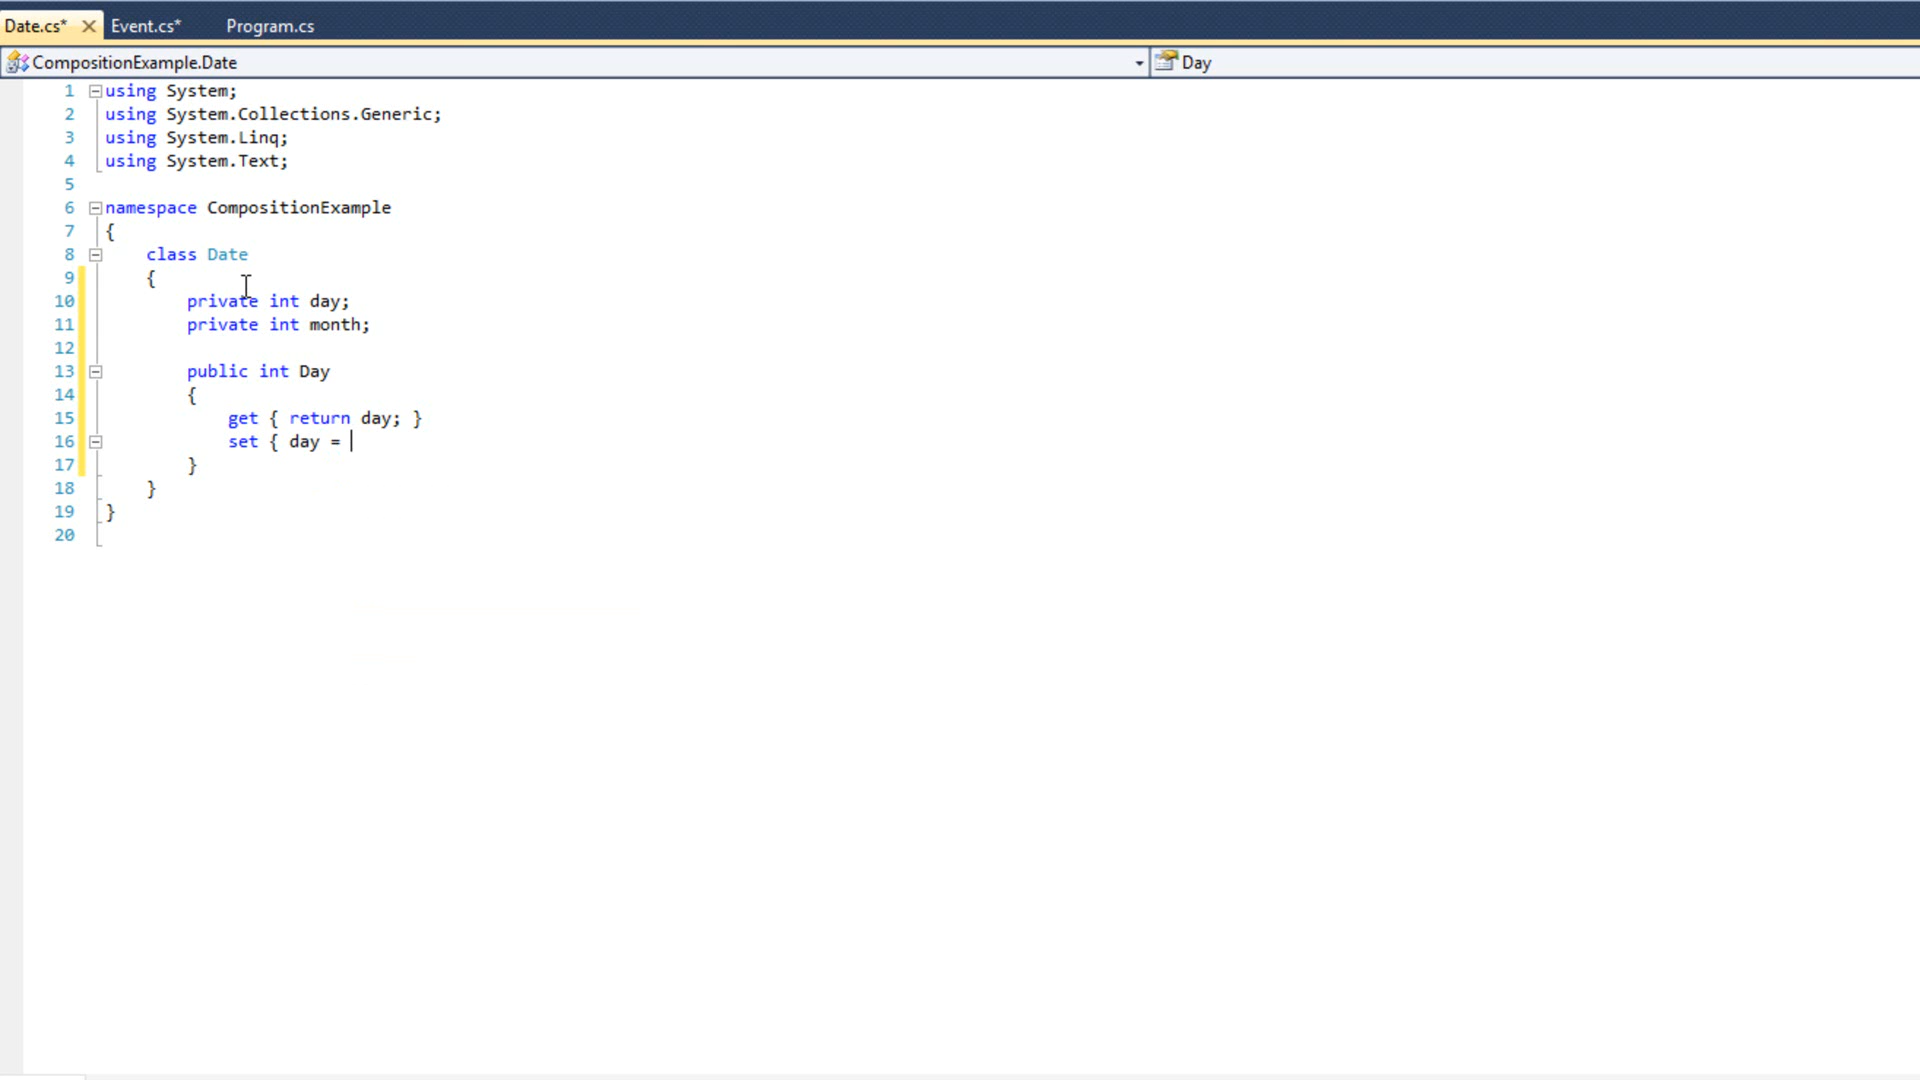 Date.cs* Event.cs* Program.cs
CompositionExample.Date Day
1 using System;
2 using System.Collections.Generic;
3 using System.Linq;
4 using System.Text;
5
6 namespace CompositionExample
7 {
8 class Date
9 {
10 private int day;
11 private int month;
12
13 public int Day
14 {
15 get { return day; }
16 set { day =
17 }
18 }
19 }
20